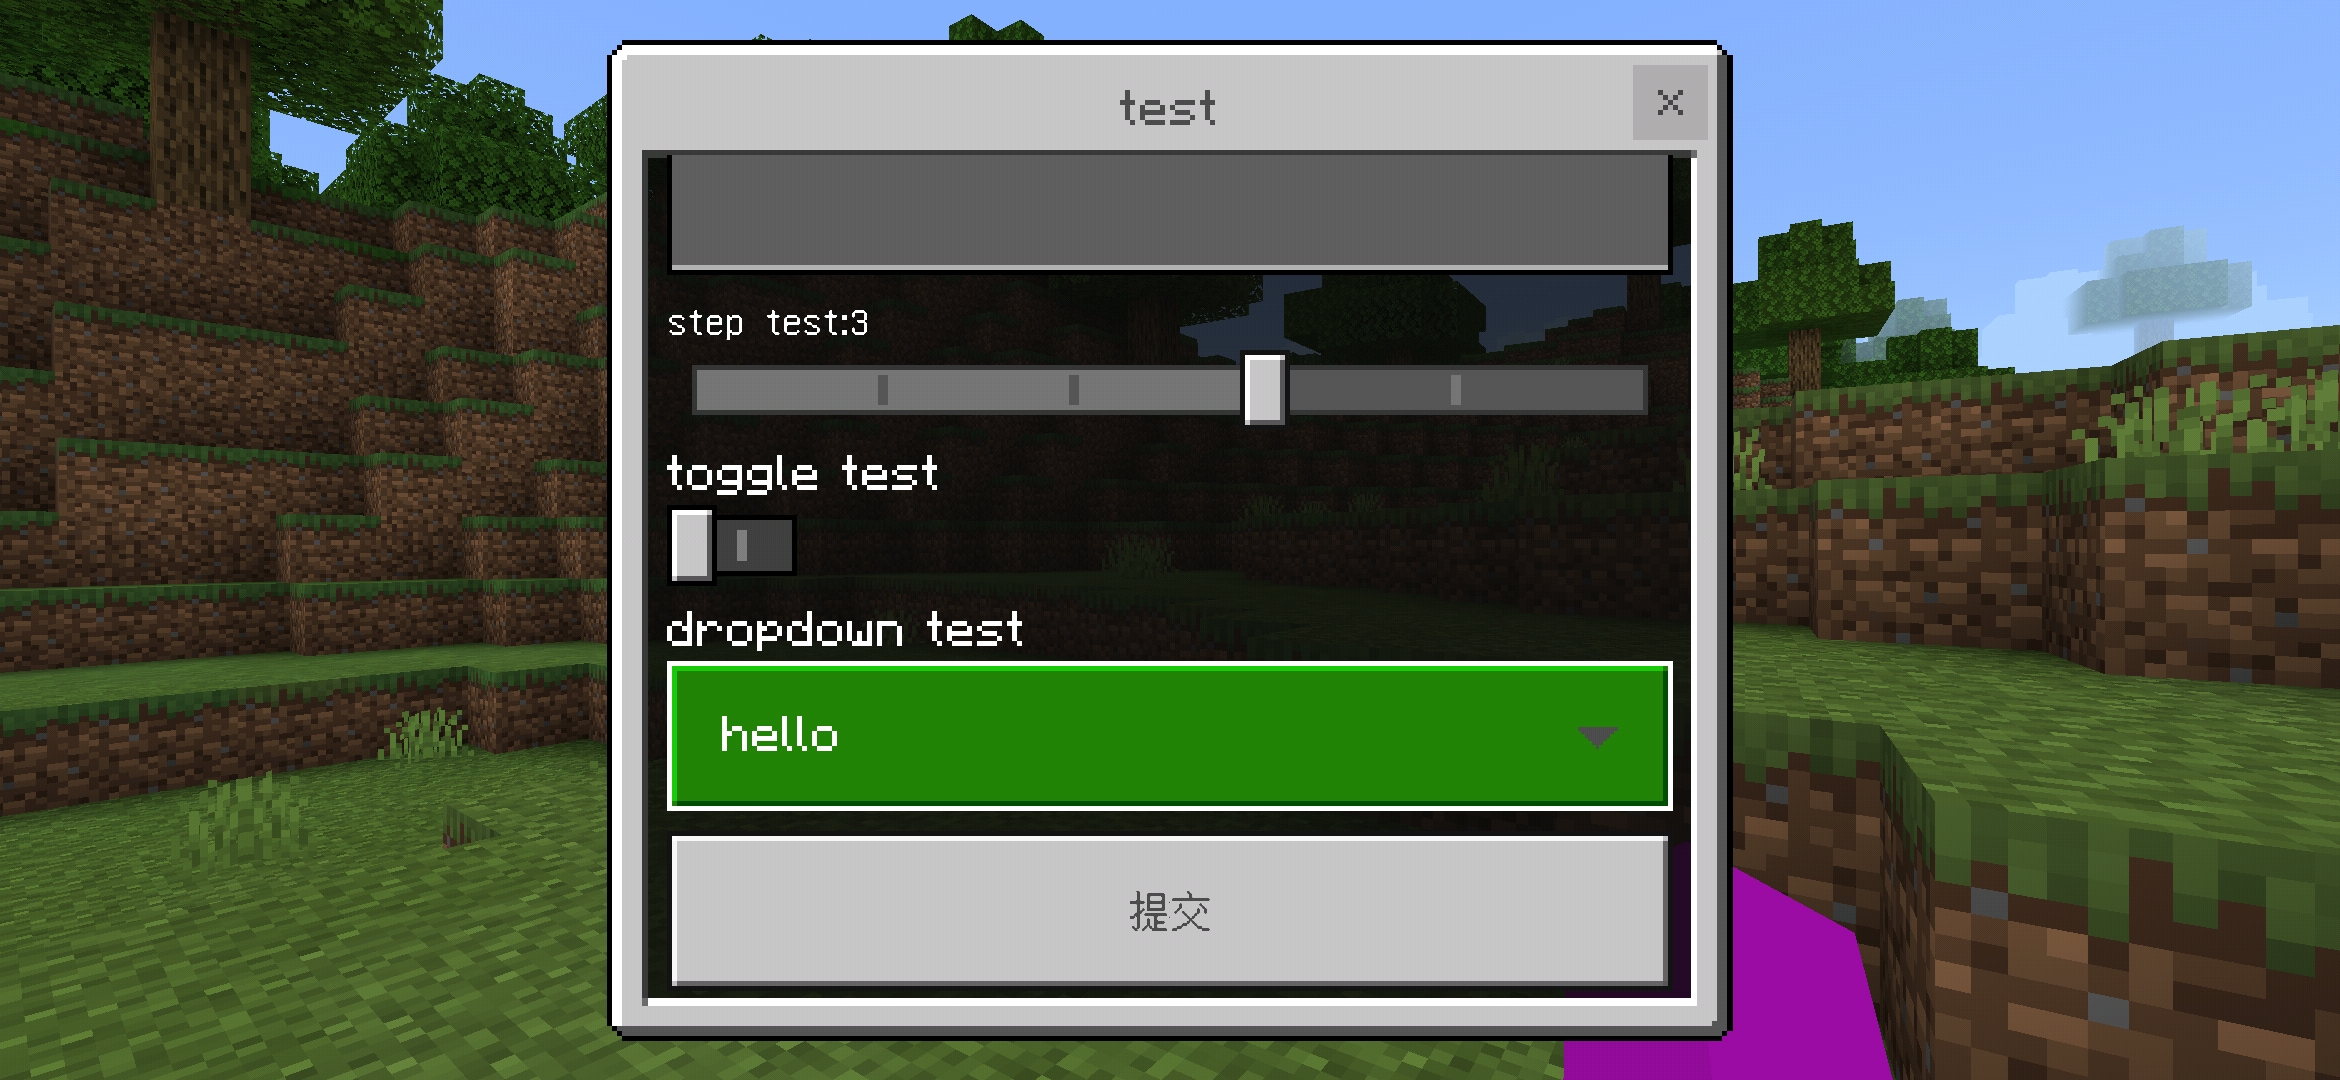 test
step test:3
toggle test
dropdown test
hello
提交